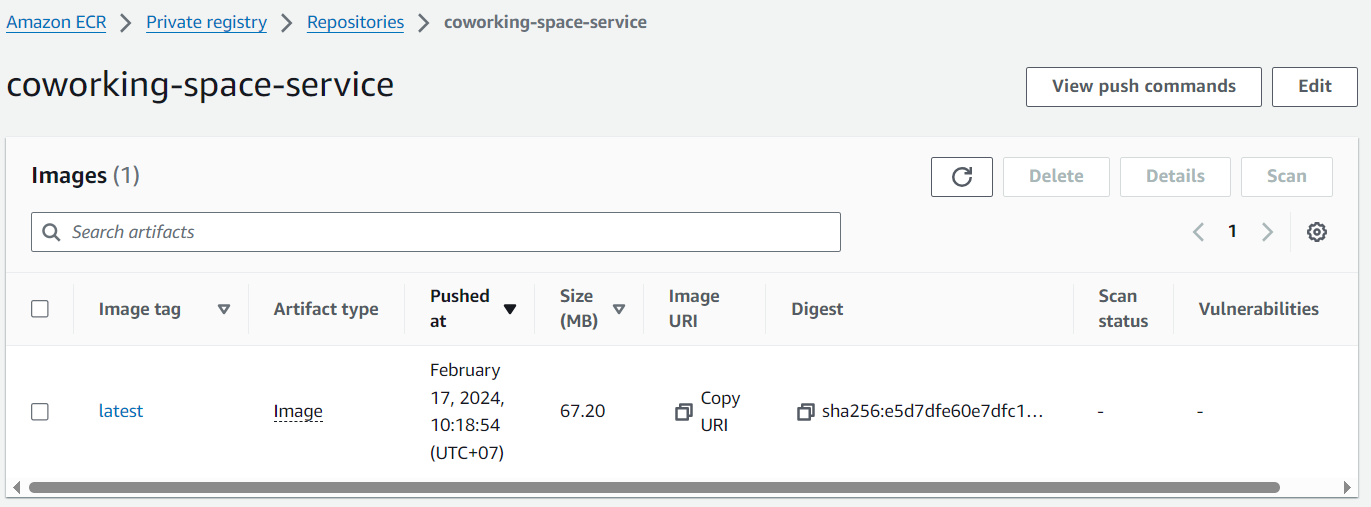 Amazon ECR > Private registry > Repositories > coworking-space-service
coworking-space-service
View push commands
Edit
Images (1)
Delete
Details
Scan
Search artifacts
1
Image tag
Artifact type
Pushed
at
Size
(MB)
Image
URI
Digest
Scan
status
Vulnerabilities
latest
Image
February
17, 2024,
10:18:54
(UTC+07)
67.20
Copy
URI
sha256:e5d7dfe60e7dfc1...
-
-